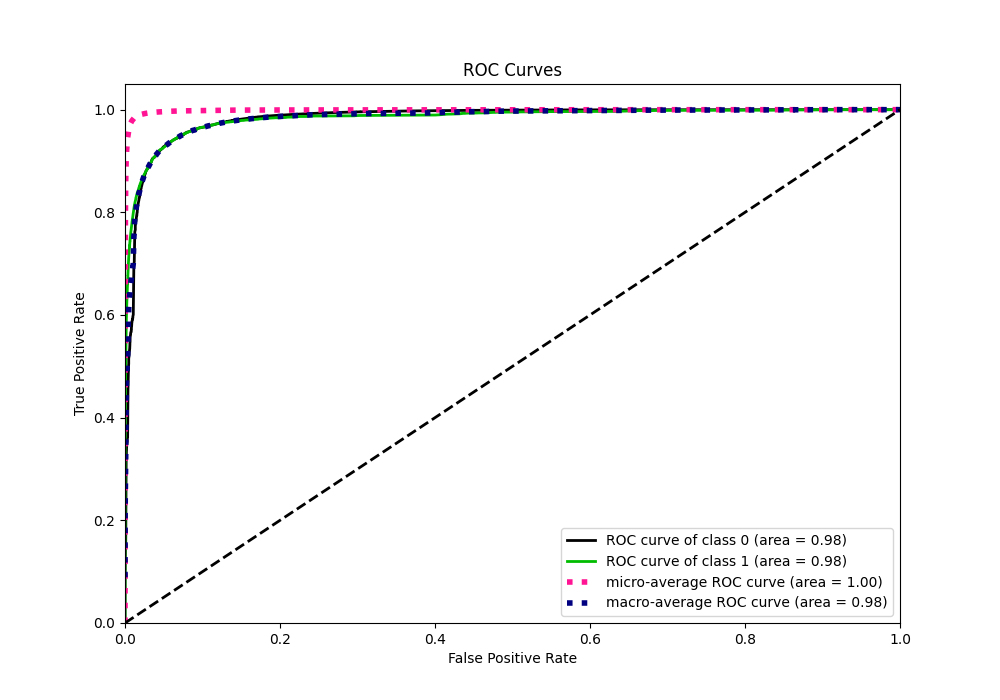 ROC Curves
True Positive Rate
1.0
0.8
0.6
0.4
0.2
0.0
0.0 0.2 0.4 0.6 0.8 1.0
False Positive Rate
ROC curve of class 0 (area = 0.98)
ROC curve of class 1 (area = 0.98)
micro-average ROC curve (area = 1.00)
macro-average ROC curve (area = 0.98)